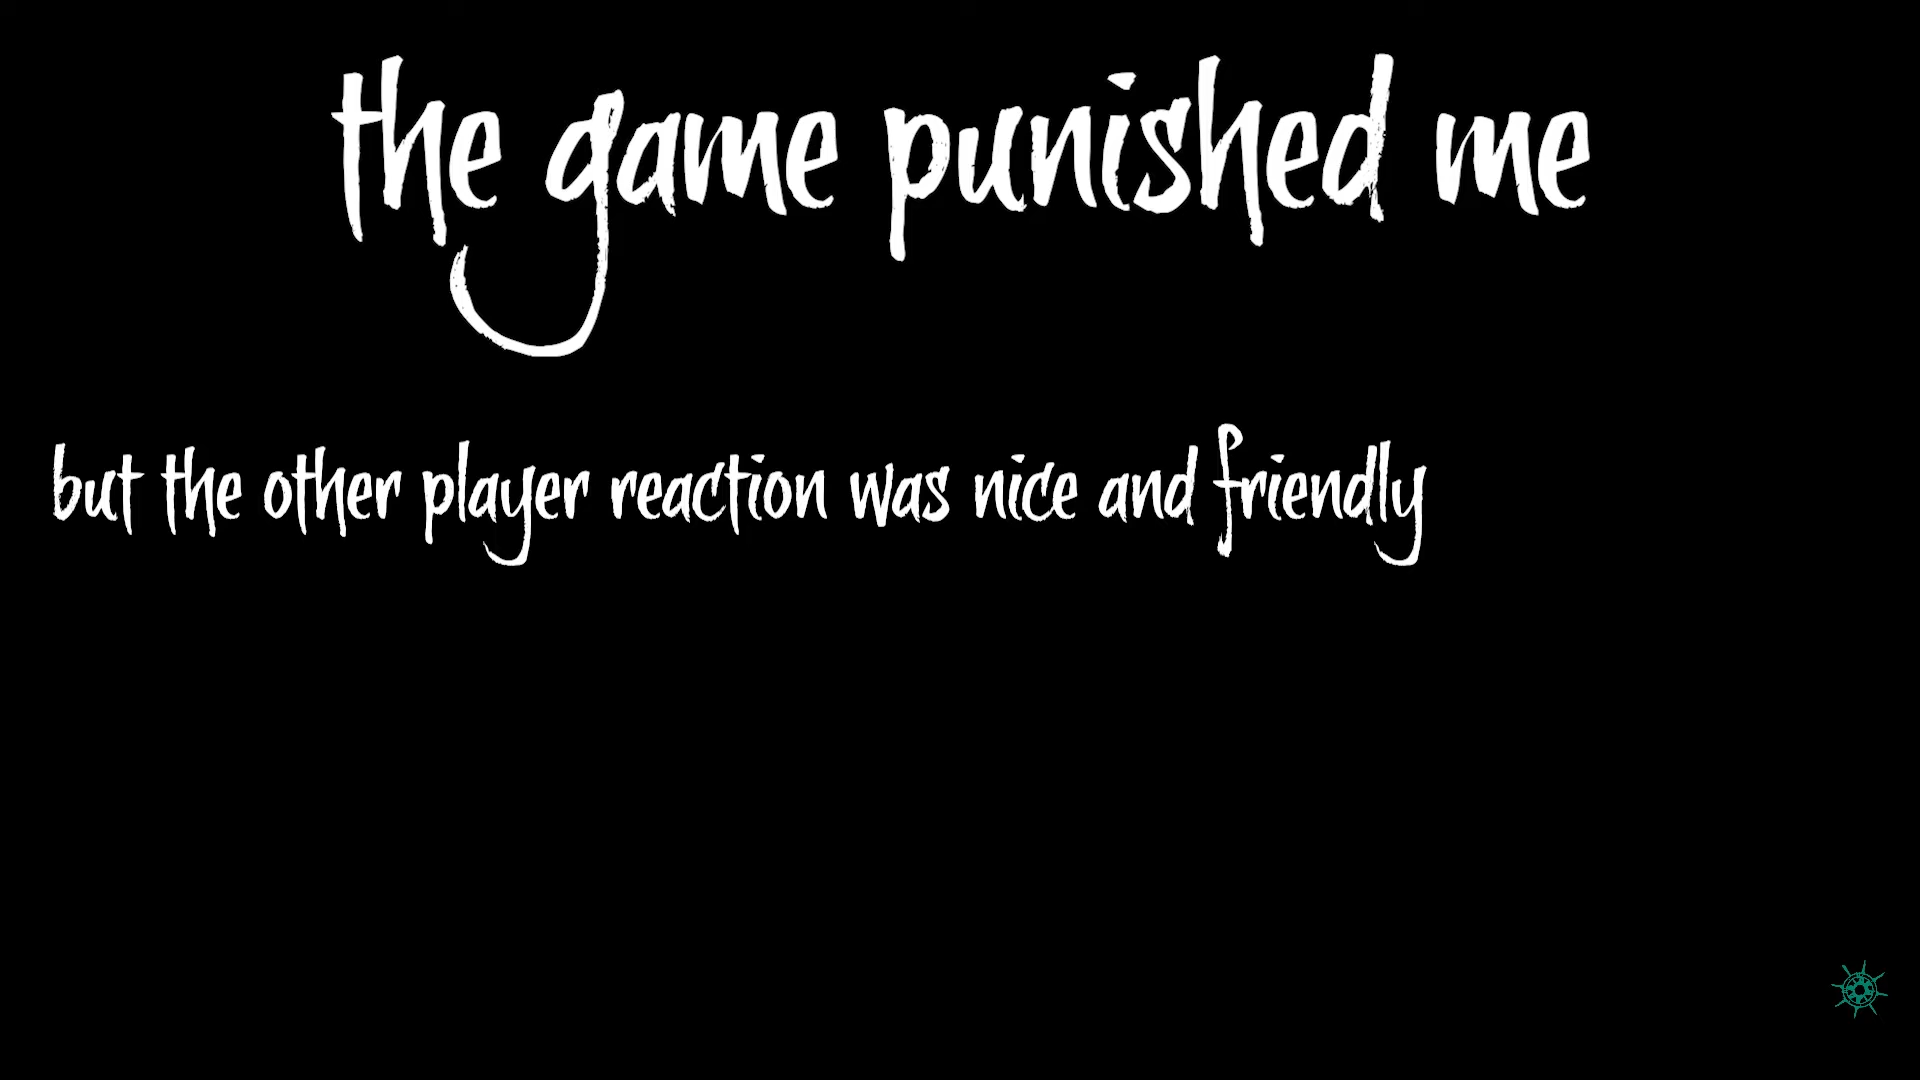 the game punished me
but the other player reaction was nice and friendly